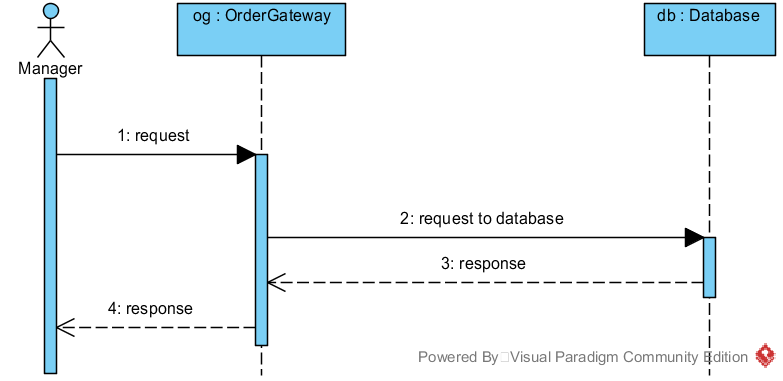 og : OrderGateway
db : Database
Manager
1: request
2: request to database
3: response
4: response
Powered By Visual Paradigm Community Edition